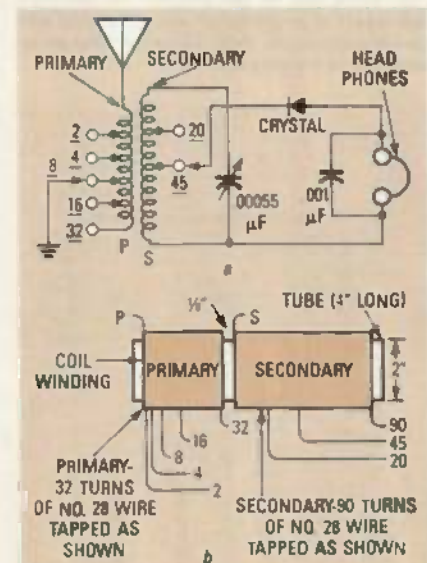 PRIMARY
SECONDARY
HEAD
PHONES
CRYSTAL
2
4
8
16
32
20
45
.00055
µF
.001
µF
P
S
a
P
⅛"
S
TUBE (4" LONG)
COIL
WINDING
PRIMARY
SECONDARY
2"
32
90
16
45
8
20
4
2
PRIMARY-
32 TURNS
OF NO. 28 WIRE
TAPPED AS
SHOWN
SECONDARY-90 TURNS
OF NO. 28 WIRE
TAPPED AS SHOWN
b